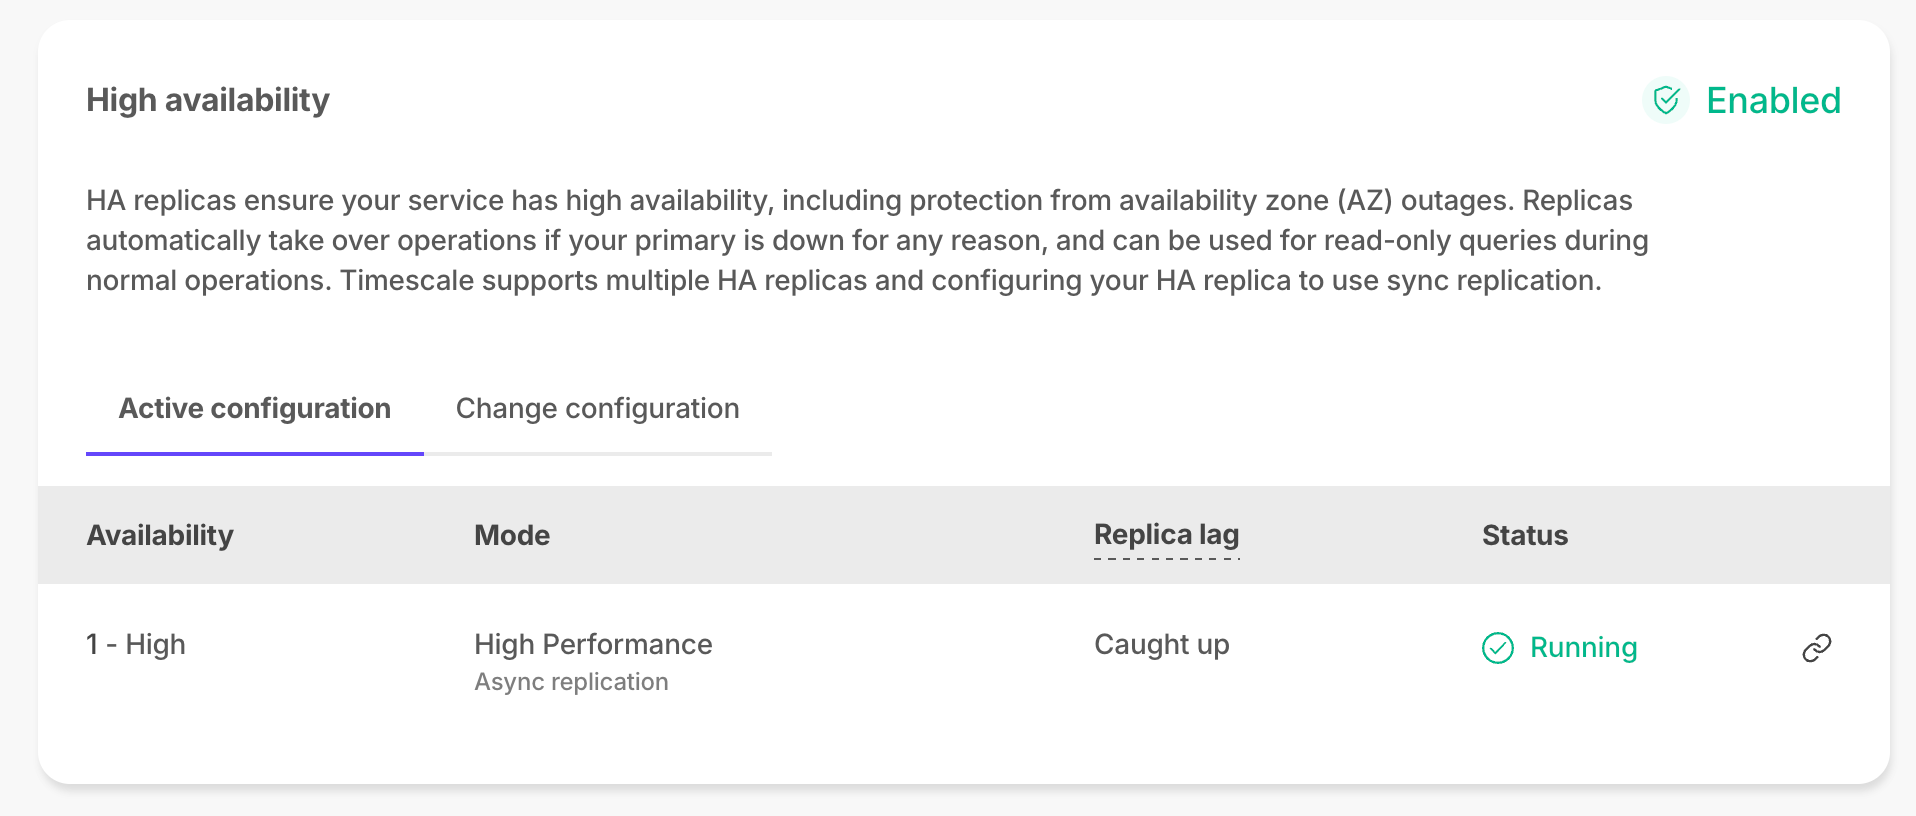 High availability
Enabled
HA replicas ensure your service has high availability, including protection from availability zone (AZ) outages. Replicas
automatically take over operations if your primary is down for any reason, and can be used for read-only queries during
normal operations. Timescale supports multiple HA replicas and configuring your HA replica to use sync replication.
Active configuration
Change configuration
Availability
Mode
Replica lag
Status
1 - High
High Performance
Async replication
Caught up
Running